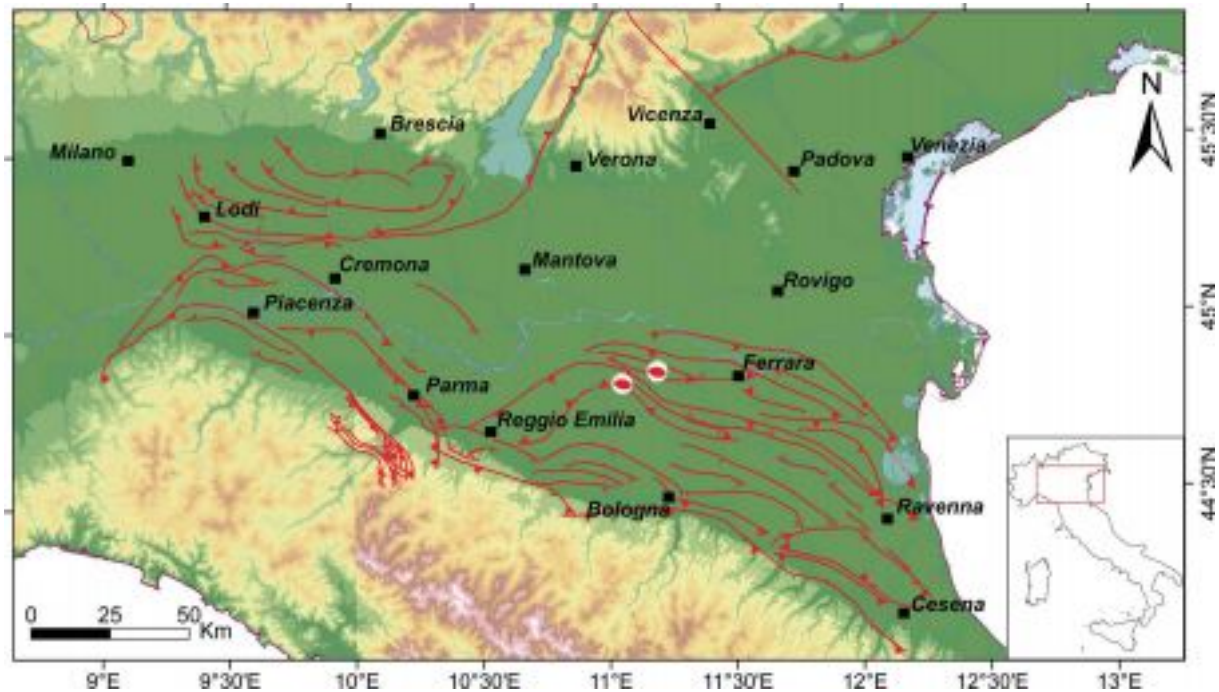 N
Vicenza
Brescia
Milano
Verona
Padova
Venezia
45°30'N
Lodi
Cremona
Mantova
Rovigo
Piacenza
45°N
Ferrara
Parma
Reggio Emilia
44°30'N
Bologna
Ravenna
Cesena
0 25 50
Km
9°E 9°30'E 10°E 10°30'E 11°E 11°30'E 12°E 12°30'E 13°E